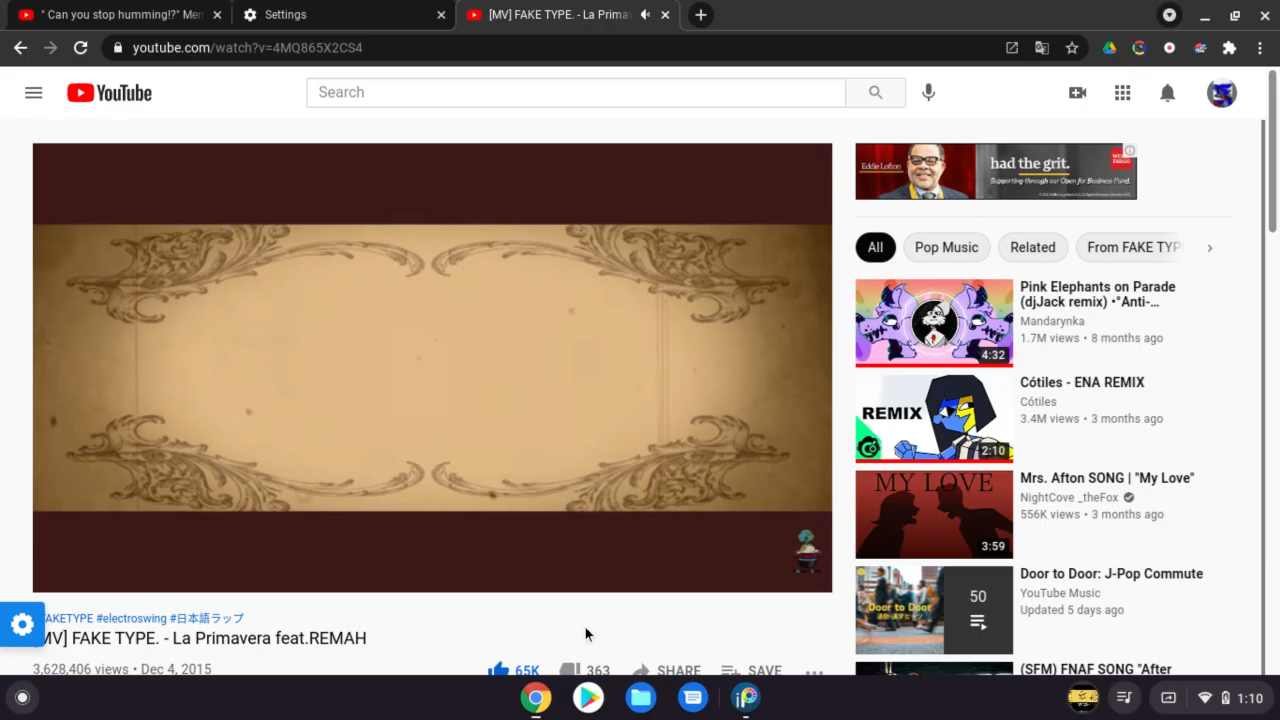 " Can you stop humming!?" Mem
Settings
[MV] FAKE TYPE. - La Prima
youtube.com/watch?v=4MQ865X2CS4
YouTube
Search
Eddie Lofton
had the grit.
Supporting through our Open for Business Fund.
All
Pop Music
Related
From FAKE TYP
Pink Elephants on Parade
(djJack remix) •°Anti-…
Mandarynka
1.7M views • 8 months ago
4:32
Cótiles - ENA REMIX
Cótiles
3.4M views • 3 months ago
REMIX
2:10
MY LOVE
Mrs. Afton SONG | "My Love"
NightCove _theFox
556K views • 3 months ago
3:59
Door to Door: J-Pop Commute
YouTube Music
Updated 5 days ago
Door to Door
50
(SFM) FNAF SONG "After
FAKETYPE #electroswing #日本語ラップ
MV] FAKE TYPE. - La Primavera feat.REMAH
3,628,406 views • Dec 4, 2015
65K
363
SHARE
SAVE
1:10